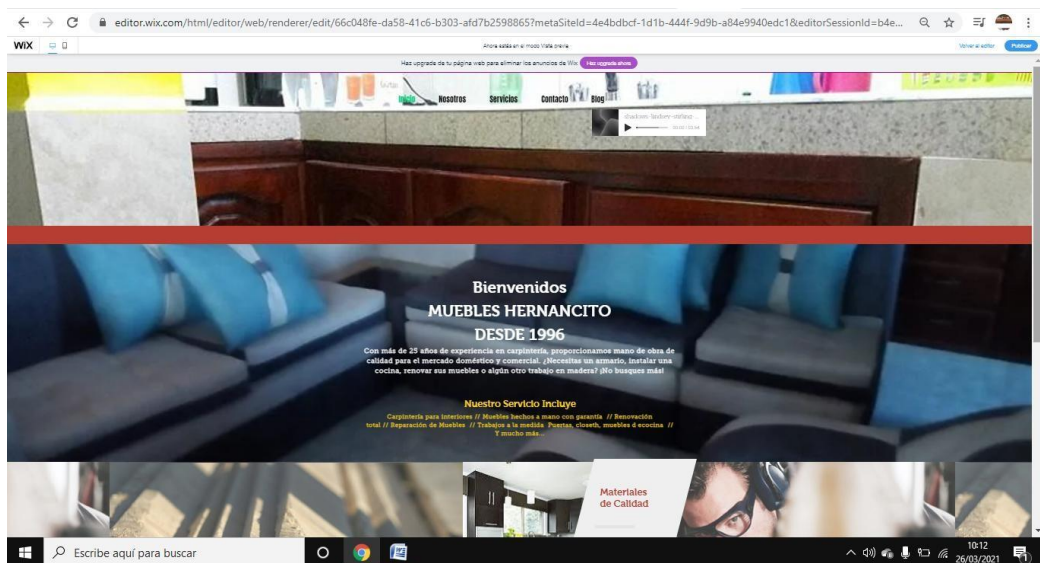 editor.wix.com/html/editor/web/renderer/edit/66c048fe-da58-41c6-b303-afd7b2598865?metaSiteId=4e4bdbcf-1d1b-444f-9d9b-a84e9940edc1&editorSessionId=b4e...
WiX
Ahora estás en el modo Vista previa
Volver al editor
Publicar
Haz upgrade de tu página web para eliminar los anuncios de Wix
Haz upgrade ahora
Inicio Nosotros Servicios Contacto Blog
Bienvenidos
MUEBLES HERNANCITO
DESDE 1996
Con más de 25 años de experiencia en carpintería, proporcionamos mano de obra de
calidad para el mercado doméstico y comercial. ¿Necesitas un armario, instalar una
cocina, renovar sus muebles o algún otro trabajo en madera? ¡No busques más!
Nuestro Servicio Incluye
Carpintería para interiores // Muebles hechos a mano con garantía // Renovación
total // Reparación de Muebles // Trabajos a la medida Puertas, closeth, muebles d ecocina //
Y mucho más...
Materiales
de Calidad
Escribe aquí para buscar
10:12
26/03/2021